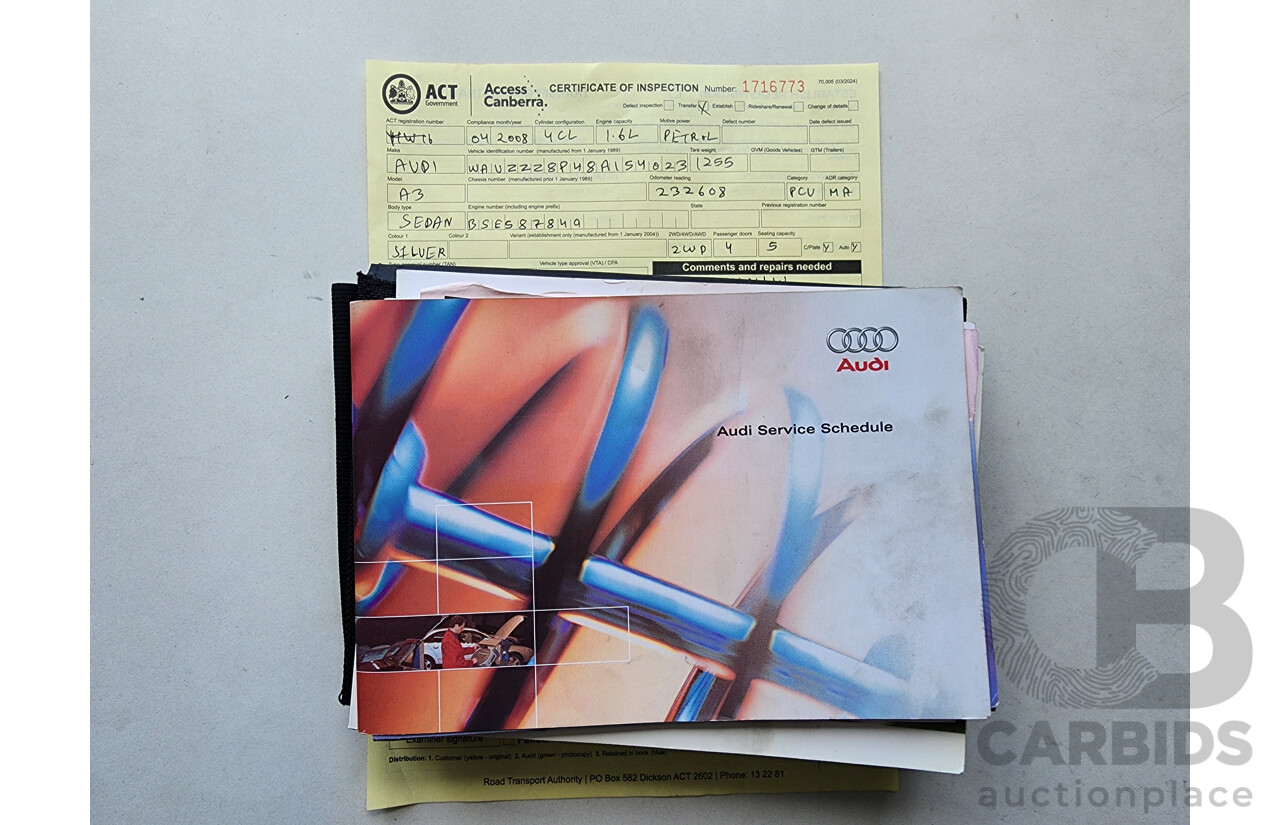 ACT
Government
Access
Canberra.
CERTIFICATE OF INSPECTION Number: 1716773
70.005 (03/2024)
Defect inspection Transfer Establish Rideshare/Renewal Change of details
ACT registration number Compliance month/year Cylinder configuration Engine capacity Motive power Defect number Date defect issued
04 2008 4CL 1.6L PETROL
Make Vehicle identification number (manufactured from 1 January 1989) Tare weight GVM (Goods Vehicles) GTM (Trailers)
AUDI WAUZZZ8P48A154023 1255
Model Chassis number (manufactured prior 1 January 1989) Odometer reading Category ADR category
A3 232608 PCU MA
Body type Engine number (including engine prefix) State Previous registration number
SEDAN BSE587849
Colour 1 Colour 2 Variant (establishment only (manufactured from 1 January 2004)) 2WD/4WD/AWD Passenger doors Seating capacity
SILVER 2WD 4 5 C/Plate Y Auto Y
Vehicle type approval (VTA) / CPA
Comments and repairs needed
Audi
Audi Service Schedule
Examiner signature
Distribution: 1. Customer (yellow - original) 2. Audit (green - photocopy) 3. Retained in book (blue)
Road Transport Authority | PO Box 582 Dickson ACT 2602 | Phone: 13 22 81
CB
CARBIDS
auctionplace